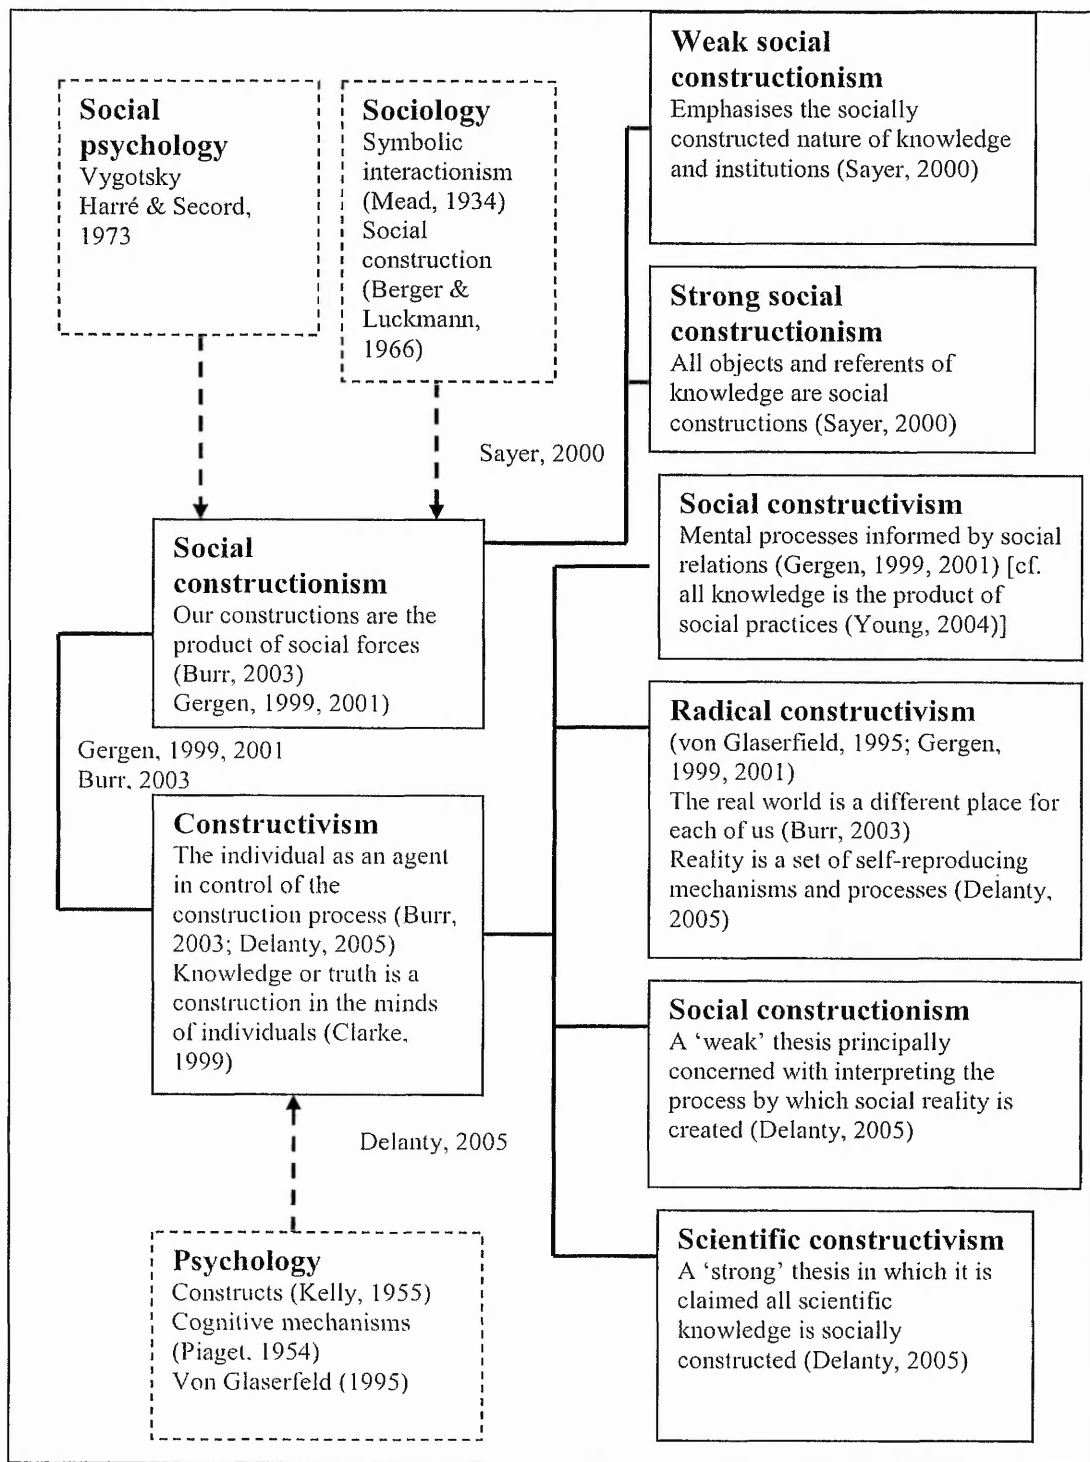 Social
psychology
Vygotsky
Harré & Secord,
1973
Sociology
Symbolic
interactionism
(Mead, 1934)
Social
construction
(Berger &
Luckmann,
1966)
Weak social
constructionism
Emphasises the socially
constructed nature of knowledge
and institutions (Sayer, 2000)
Strong social
constructionism
All objects and referents of
knowledge are social
constructions (Sayer, 2000)
Sayer, 2000
Social
constructionism
Our constructions are the
product of social forces
(Burr, 2003)
Gergen, 1999, 2001)
Social constructivism
Mental processes informed by social
relations (Gergen, 1999, 2001) [cf.
all knowledge is the product of
social practices (Young, 2004)]
Gergen, 1999, 2001
Burr, 2003
Radical constructivism
(von Glaserfield, 1995; Gergen,
1999, 2001)
The real world is a different place for
each of us (Burr, 2003)
Reality is a set of self-reproducing
mechanisms and processes (Delanty,
2005)
Constructivism
The individual as an agent
in control of the
construction process (Burr,
2003; Delanty, 2005)
Knowledge or truth is a
construction in the minds
of individuals (Clarke,
1999)
Social constructionism
A ‘weak’ thesis principally
concerned with interpreting the
process by which social reality is
created (Delanty, 2005)
Delanty, 2005
Psychology
Constructs (Kelly, 1955)
Cognitive mechanisms
(Piaget, 1954)
Von Glaserfeld (1995)
Scientific constructivism
A ‘strong’ thesis in which it is
claimed all scientific
knowledge is socially
constructed (Delanty, 2005)